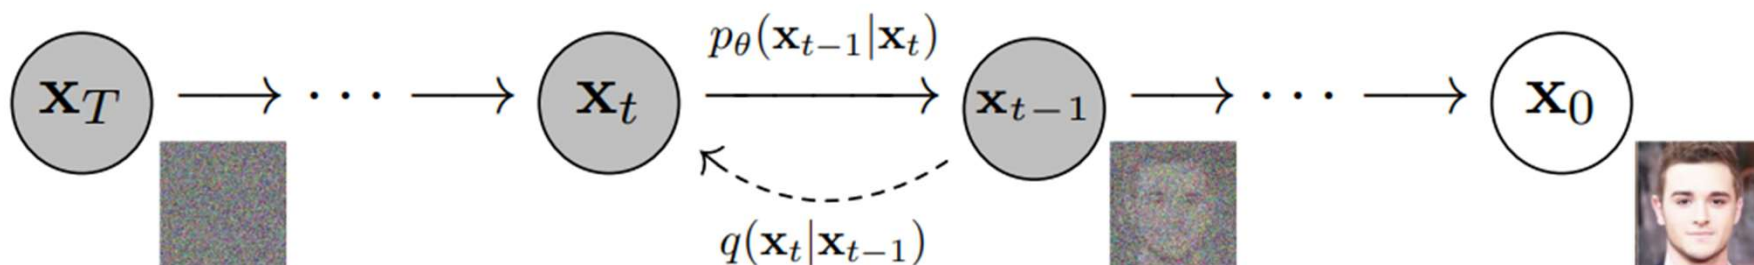 p_θ(x_{t−1}|x_t)
x_T ⟶ ··· ⟶ x_t ⟶ x_{t−1} ⟶ ··· ⟶ x_0
q(x_t|x_{t−1})